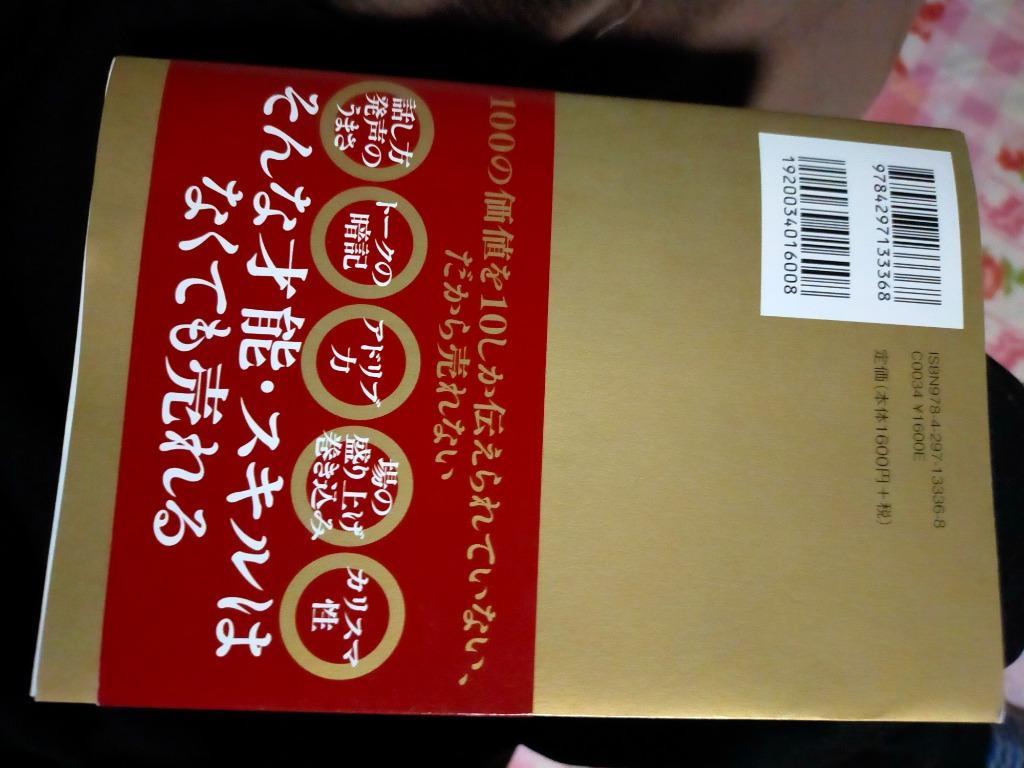 9784297133368
1920034016008
ISBN978-4-297-13336-8
C0034 ¥1600E
定価(本体1600円+税)
100の価値を10しか伝えられていない、
だから売れない
話し方
発声の
うまさ
トークの
暗記
アドリブ
力
場の
盛り上げ
巻き込み
カリスマ
性
そんな才能・スキルは
なくても売れる